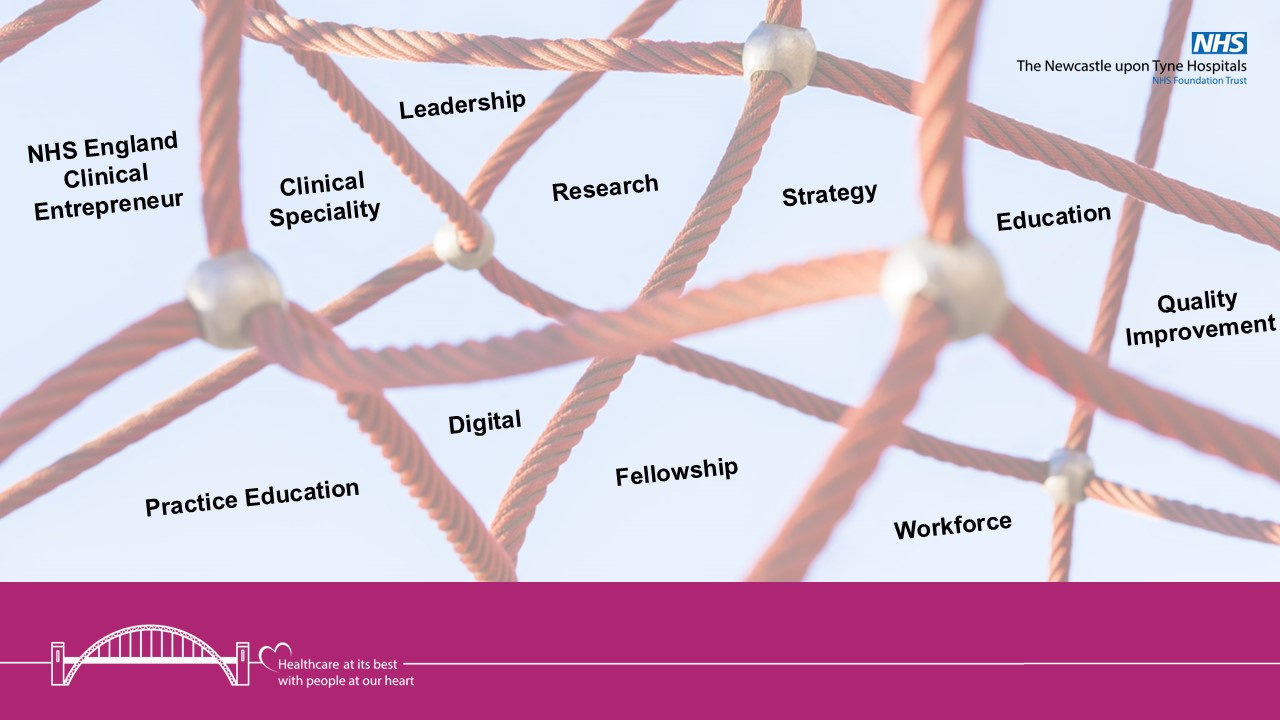 NHS
The Newcastle upon Tyne Hospitals
NHS Foundation Trust
Leadership
NHS England
Clinical
Entrepreneur
Clinical
Speciality
Research
Strategy
Education
Quality
Improvement
Digital
Fellowship
Practice Education
Workforce
Healthcare at its best
with people at our heart